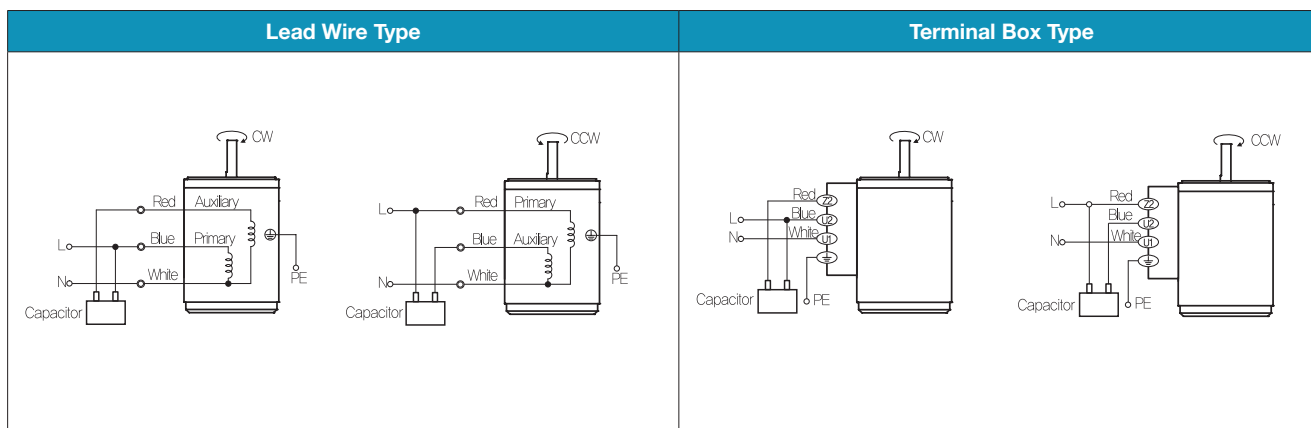 Lead Wire Type
Terminal Box Type
CW
Red Auxiliary
L Blue Primary
N White
PE
Capacitor
CCW
L Red Primary
Blue Auxiliary
N White
PE
Capacitor
CW
Red Z2
L Blue U2
N White U1
Capacitor
PE
CCW
L Red Z2
Blue U2
N White U1
Capacitor
PE